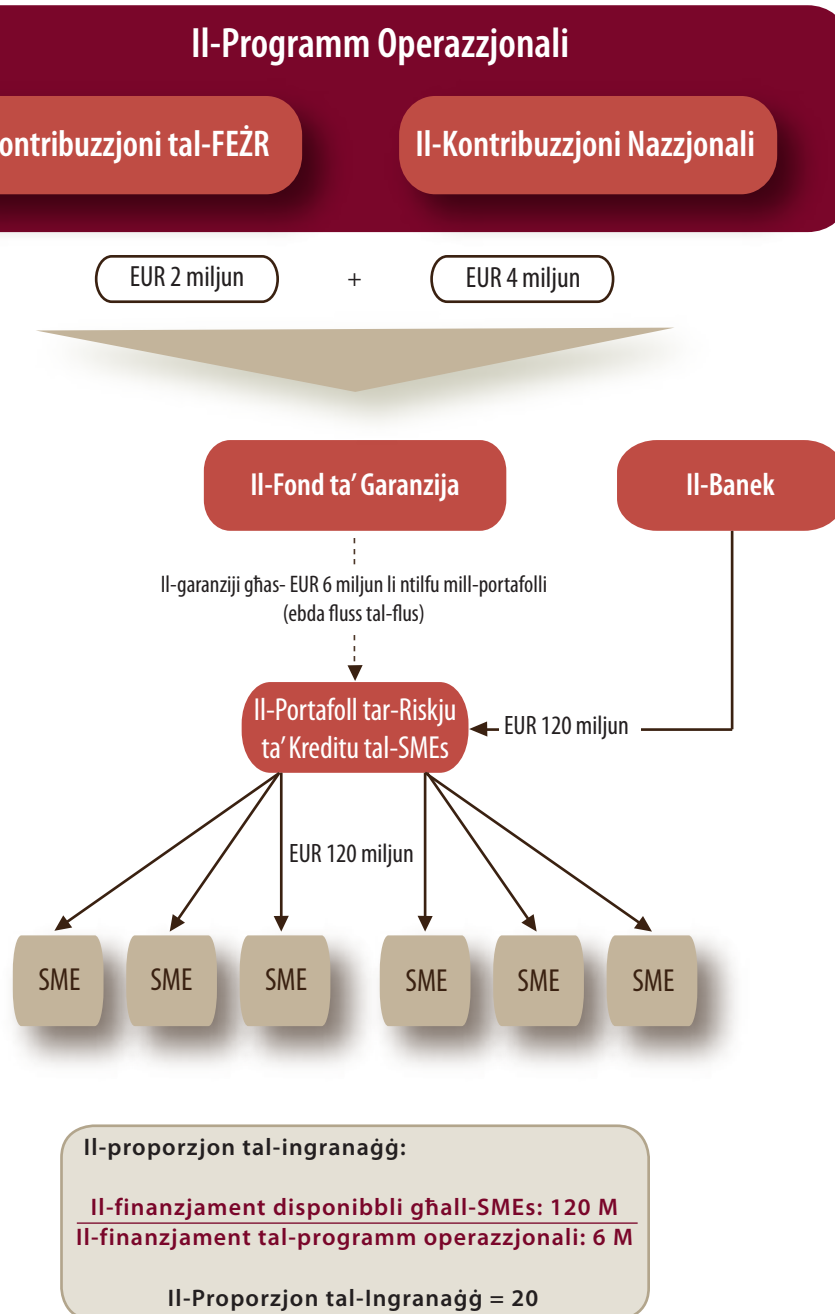 Il-Programm Operazzjonali
ontribuzzjoni tal-FEŻR
Il-Kontribuzzjoni Nazzjonali
EUR 2 miljun + EUR 4 miljun
Il-Fond ta’ Garanzija
Il-Banek
Il-garanziji għas- EUR 6 miljun li ntilfu mill-portafolli
(ebda fluss tal-flus)
Il-Portafoll tar-Riskju
ta’ Kreditu tal-SMEs
EUR 120 miljun
EUR 120 miljun
SME SME SME SME SME SME
Il-proporzjon tal-ingranaġġ:
Il-finanzjament disponibbli għall-SMEs: 120 M
Il-finanzjament tal-programm operazzjonali: 6 M
Il-Proporzjon tal-Ingranaġġ = 20